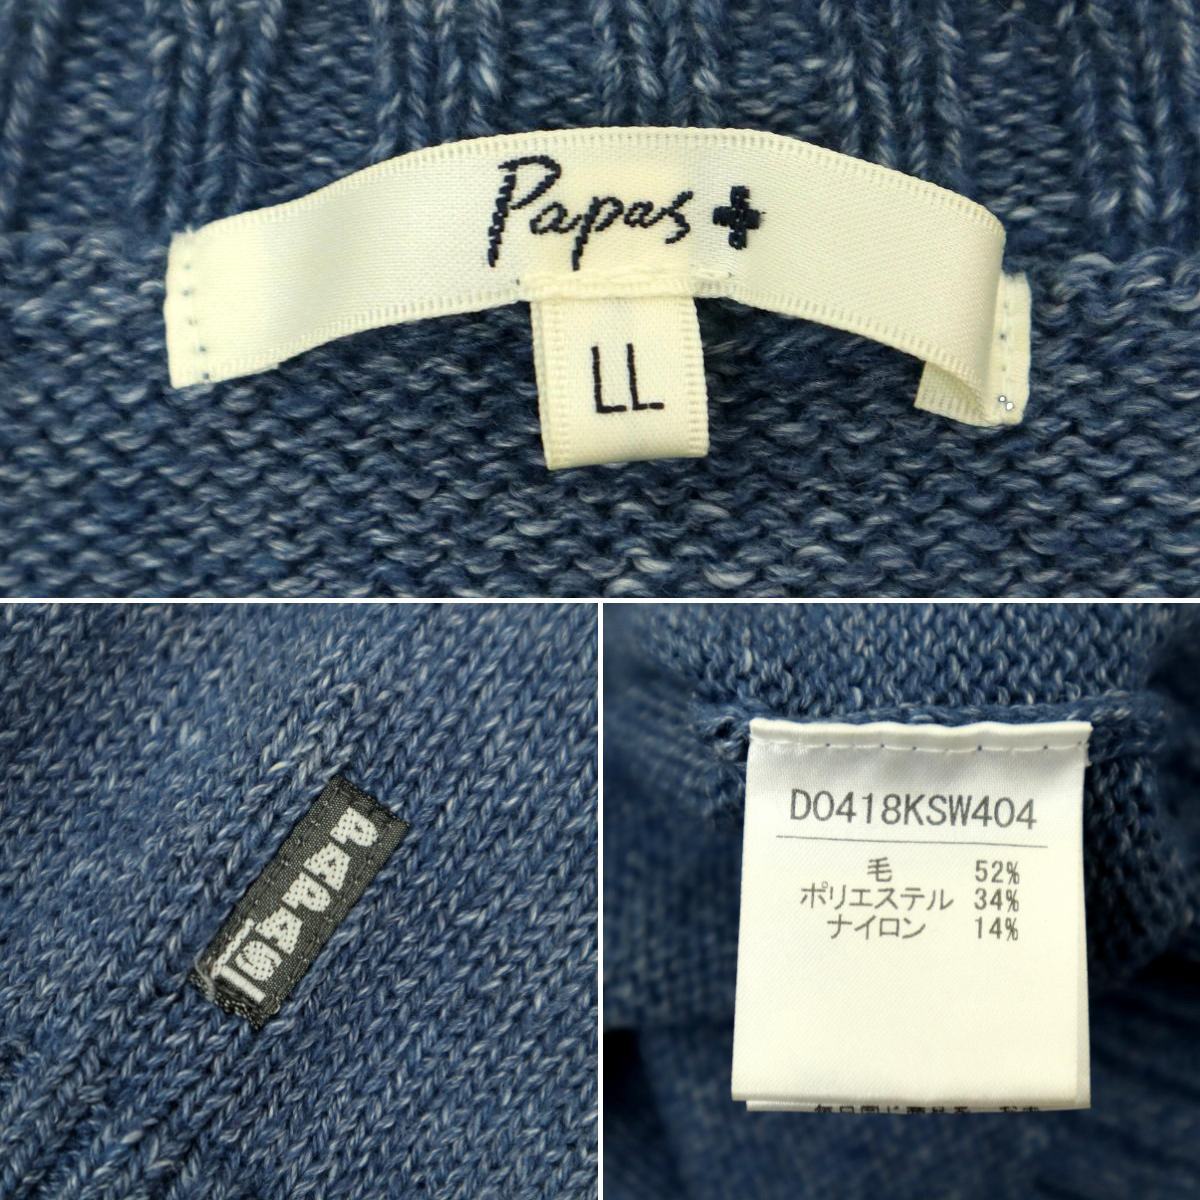 Papas+
LL
PAPAS
D0418KSW404
毛 52%
ポリエステル 34%
ナイロン 14%